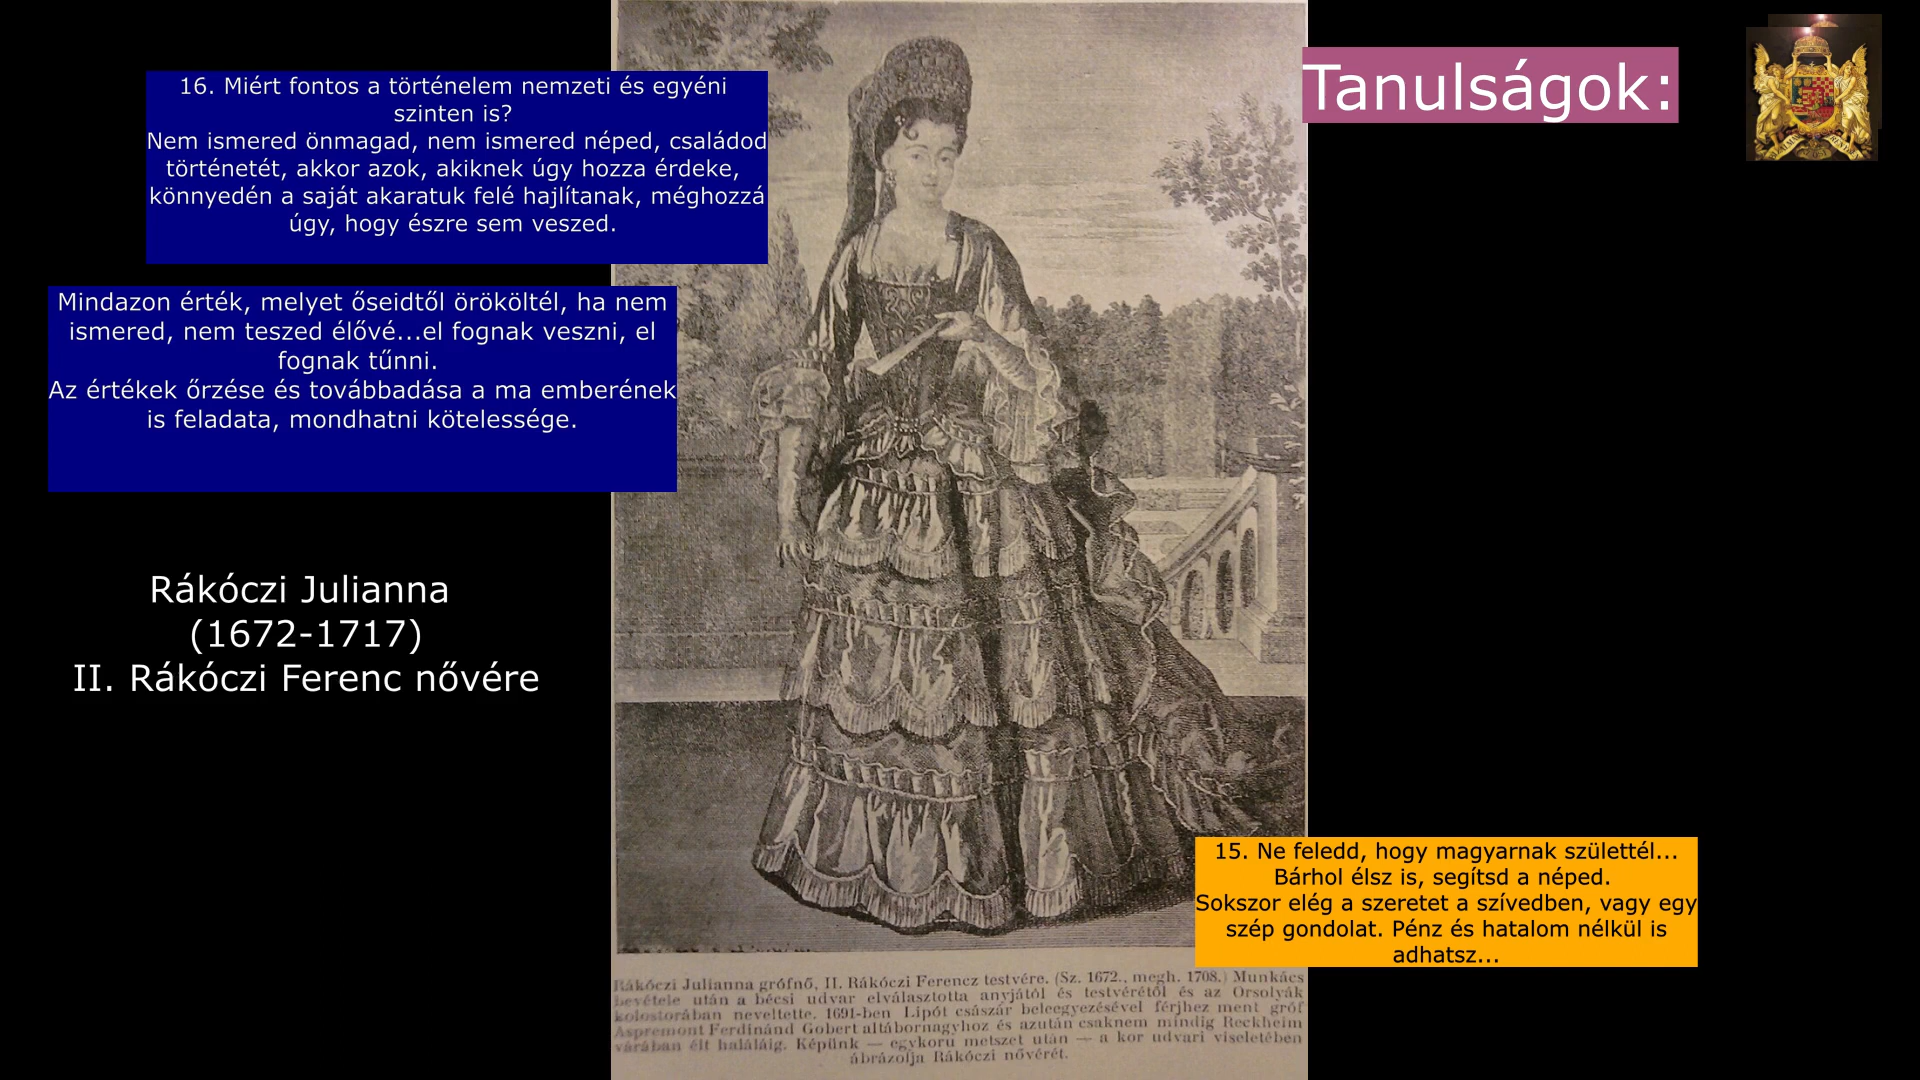 Tanulságok:
16. Miért fontos a történelem nemzeti és egyéni
szinten is?
Nem ismered önmagad, nem ismered néped, családod
történetét, akkor azok, akiknek úgy hozza érdeke,
könnyedén a saját akaratuk felé hajlítanak, méghozzá
úgy, hogy észre sem veszed.
Mindazon érték, melyet őseidtől örököltél, ha nem
ismered, nem teszed élővé...el fognak veszni, el
fognak tűnni.
Az értékek őrzése és továbbadása a ma emberének
is feladata, mondhatni kötelessége.
Rákóczi Julianna
(1672-1717)
II. Rákóczi Ferenc nővére
15. Ne feledd, hogy magyarnak születtél...
Bárhol élsz is, segítsd a néped.
Sokszor elég a szeretet a szívedben, vagy egy
szép gondolat. Pénz és hatalom nélkül is
adhatsz...
Rákóczi Julianna grófnő, II. Rákóczi Ferencz testvére. (Sz. 1672., megh. 1708.) Munkács
bevétele után a bécsi udvar elválasztotta anyjától és testvérétől és az Orsolyák
kolostorában neveltette. 1691-ben Lipót császár beleegyezésével férjhez ment gróf
Aspremont Ferdinánd Gobert altábornagyhoz és azután csaknem mindig Reckheim
várában élt haláláig. Képünk — egykorú metszet után — a kor udvari viseletében
ábrázolja Rákóczi nővérét.